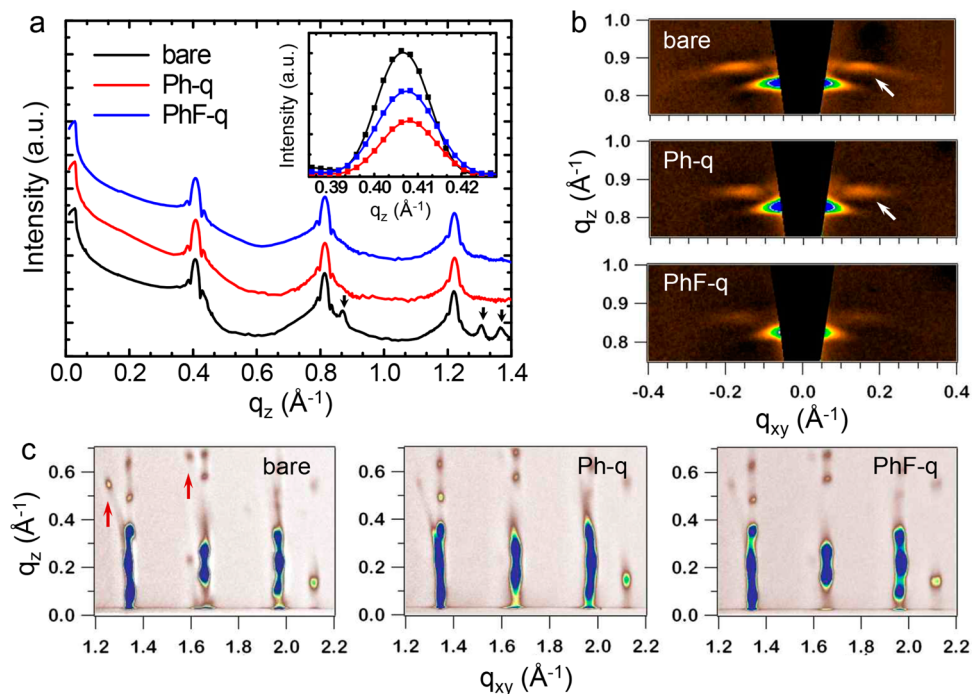 a
bare
Ph-q
PhF-q
Intensity (a.u.)
0.0 0.2 0.4 0.6 0.8 1.0 1.2 1.4
qz (Å-1)
Intensity (a.u.)
0.39 0.40 0.41 0.42
qz (Å-1)
b
bare
1.0
0.9
0.8
Ph-q
1.0
0.9
0.8
PhF-q
1.0
0.9
0.8
qz (Å-1)
-0.4 -0.2 0.0 0.2 0.4
qxy (Å-1)
c
bare
0.6
0.4
0.2
0.0
qz (Å-1)
1.2 1.4 1.6 1.8 2.0 2.2
Ph-q
0.6
0.4
0.2
0.0
1.2 1.4 1.6 1.8 2.0 2.2
PhF-q
0.6
0.4
0.2
0.0
1.2 1.4 1.6 1.8 2.0 2.2
qxy (Å-1)